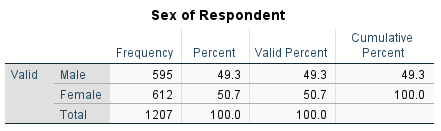 Sex of Respondent
Frequency Percent Valid Percent Cumulative Percent
Valid Male 595 49.3 49.3 49.3
Female 612 50.7 50.7 100.0
Total 1207 100.0 100.0